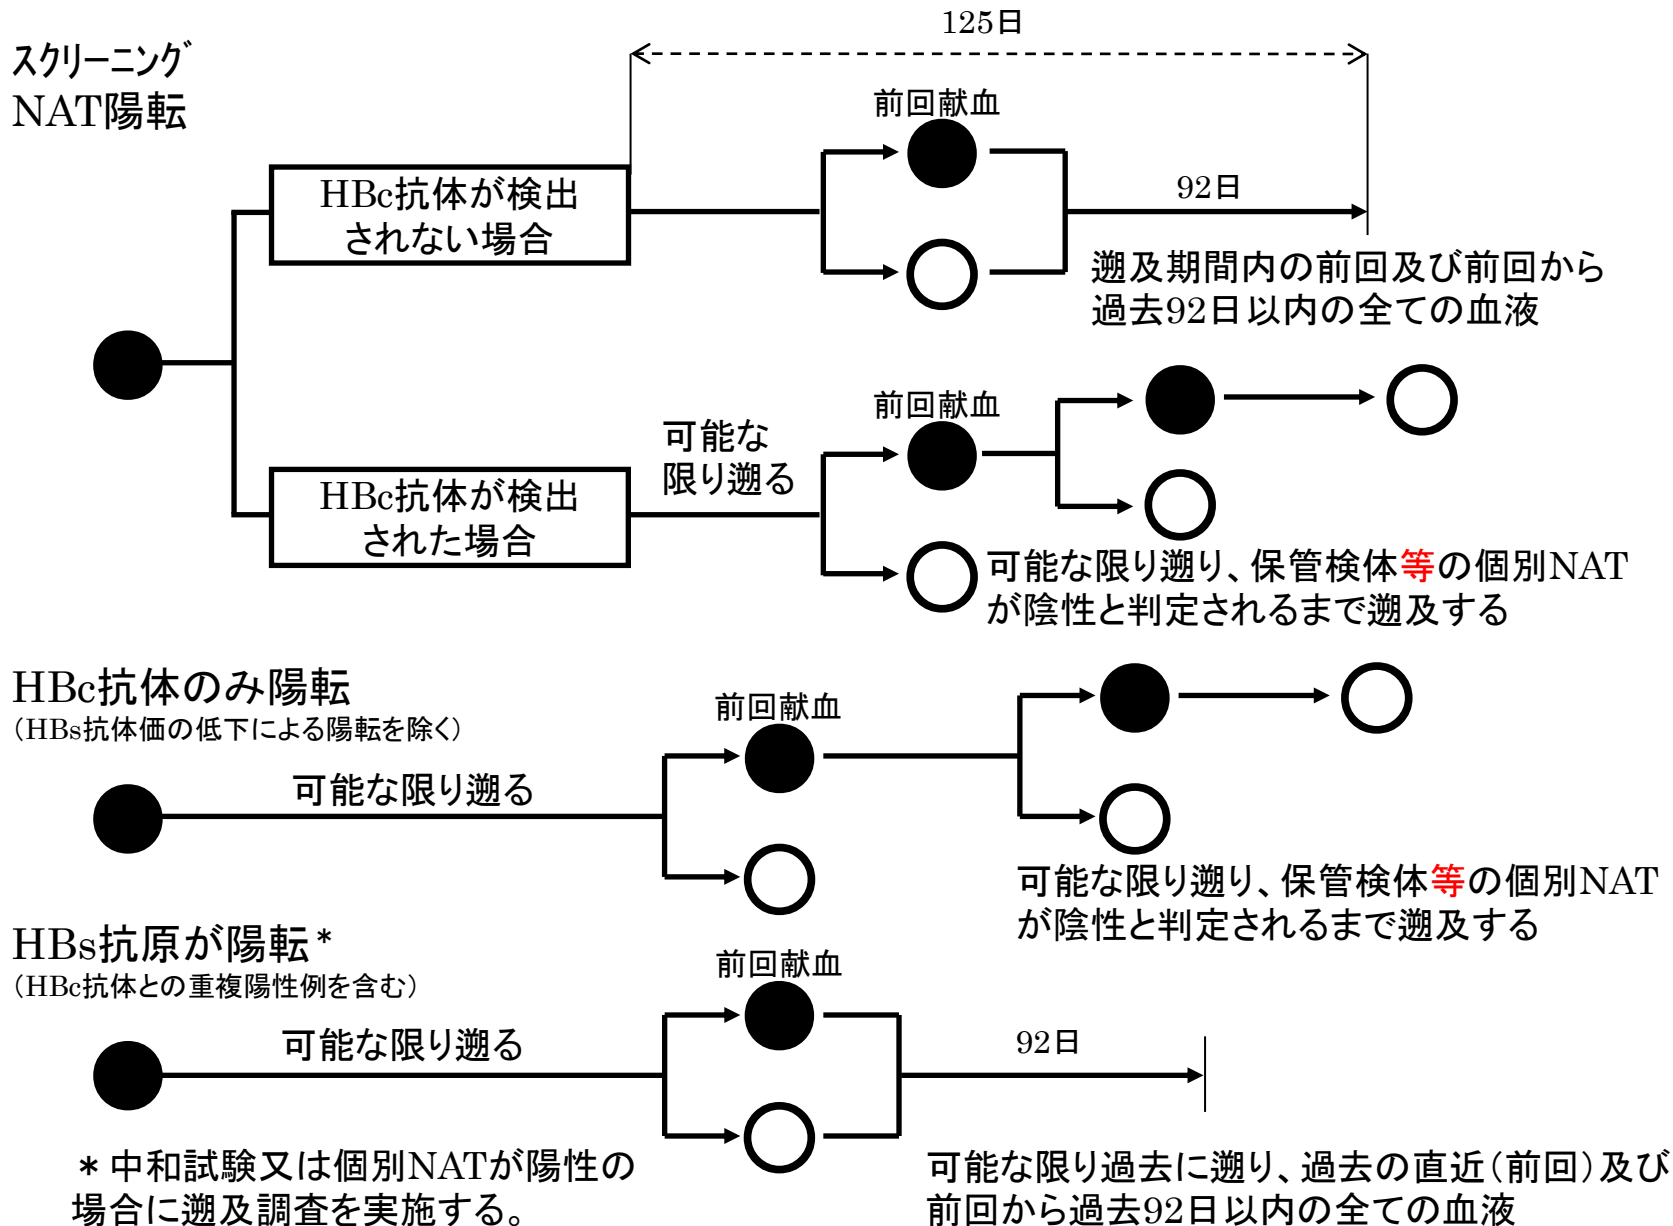 125日
スクリーニング
NAT陽転
前回献血
HBc抗体が検出
されない場合
92日
遡及期間内の前回及び前回から
過去92日以内の全ての血液
前回献血
可能な
限り遡る
HBc抗体が検出
された場合
可能な限り遡り、保管検体等の個別NAT
が陰性と判定されるまで遡及する
HBc抗体のみ陽転
（HBs抗体価の低下による陽転を除く）
前回献血
可能な限り遡る
可能な限り遡り、保管検体等の個別NAT
が陰性と判定されるまで遡及する
HBs抗原が陽転*
（HBc抗体との重複陽性例を含む）
前回献血
可能な限り遡る
92日
* 中和試験又は個別NATが陽性の
場合に遡及調査を実施する。
可能な限り過去に遡り、過去の直近（前回）及び
前回から過去92日以内の全ての血液